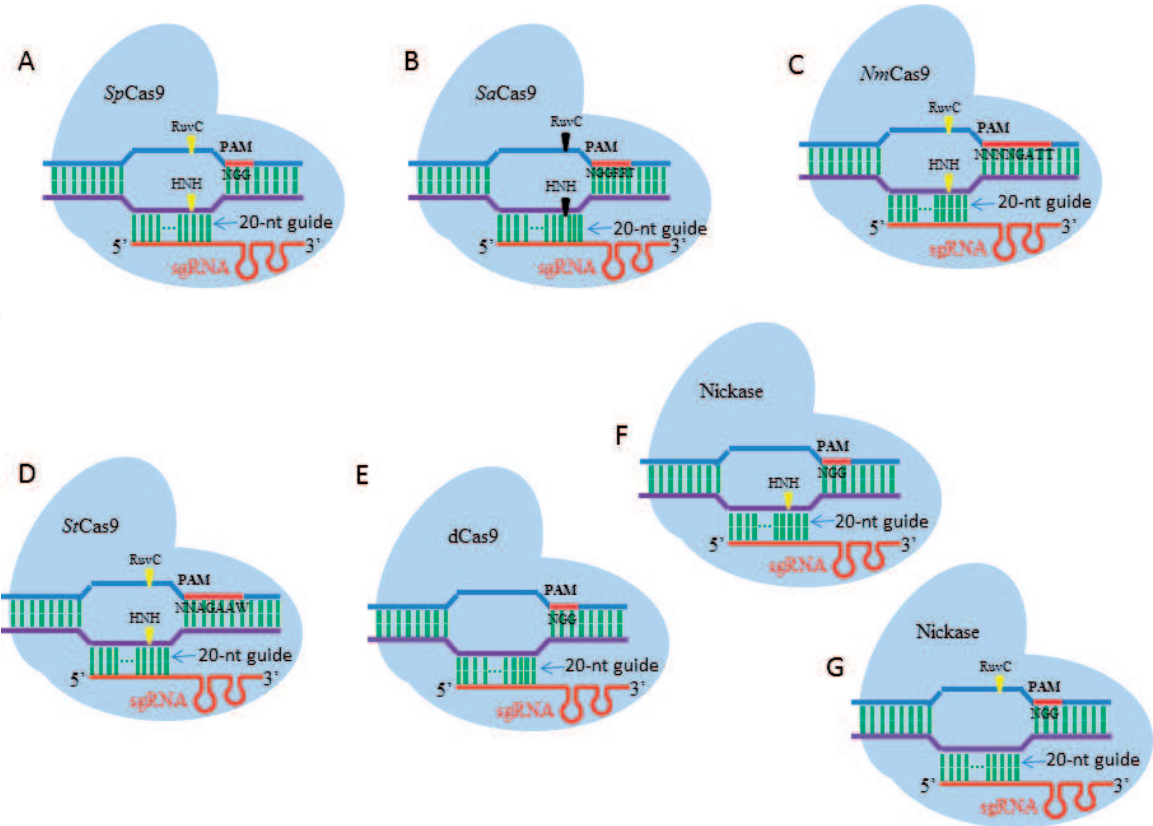 A
SpCas9
RuvC
PAM
NGG
HNH
20-nt guide
5’
3’
sgRNA
B
SaCas9
RuvC
PAM
NGGRRT
HNH
20-nt guide
5’
3’
sgRNA
C
NmCas9
RuvC
PAM
NNNNGATT
HNH
20-nt guide
5’
3’
sgRNA
D
StCas9
RuvC
PAM
NNAGAAW
HNH
20-nt guide
5’
3’
sgRNA
E
dCas9
PAM
NGG
20-nt guide
5’
3’
sgRNA
F
Nickase
PAM
NGG
HNH
20-nt guide
5’
3’
sgRNA
G
Nickase
RuvC
PAM
NGG
20-nt guide
5’
3’
sgRNA